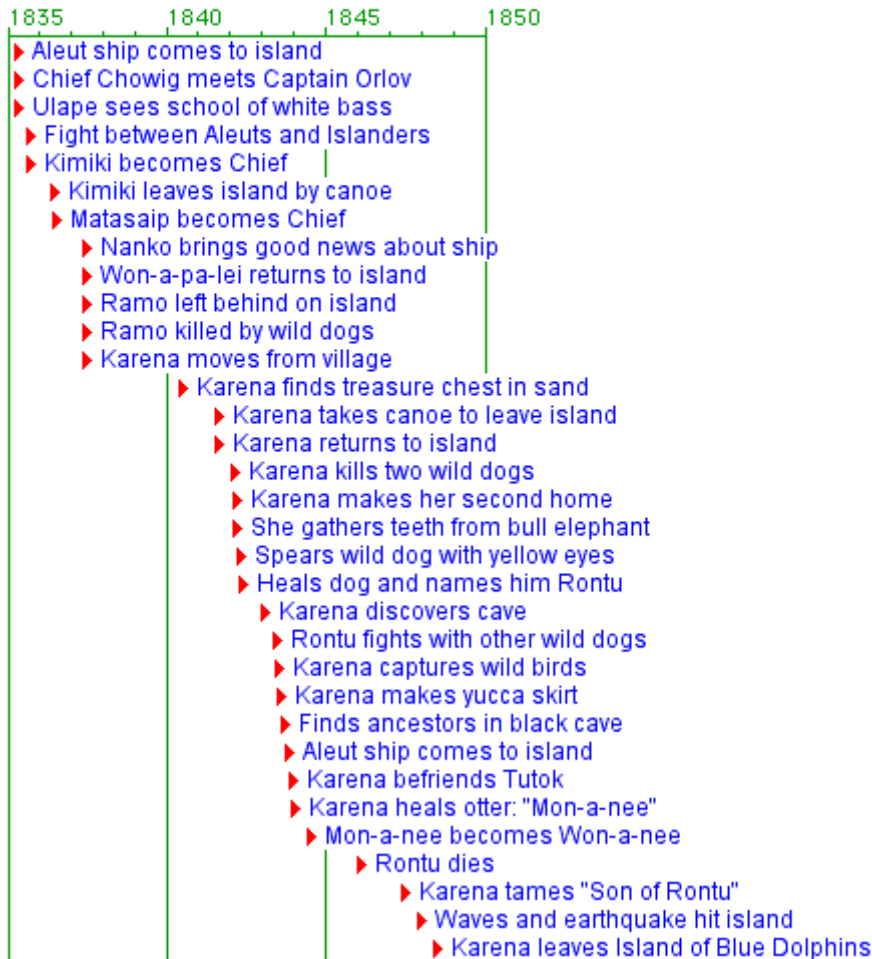 1835 1840 1845 1850
Aleut ship comes to island
Chief Chowig meets Captain Orlov
Ulape sees school of white bass
Fight between Aleuts and Islanders
Kimiki becomes Chief
Kimiki leaves island by canoe
Matasaip becomes Chief
Nanko brings good news about ship
Won-a-pa-lei returns to island
Ramo left behind on island
Ramo killed by wild dogs
Karena moves from village
Karena finds treasure chest in sand
Karena takes canoe to leave island
Karena returns to island
Karena kills two wild dogs
Karena makes her second home
She gathers teeth from bull elephant
Spears wild dog with yellow eyes
Heals dog and names him Rontu
Karena discovers cave
Rontu fights with other wild dogs
Karena captures wild birds
Karena makes yucca skirt
Finds ancestors in black cave
Aleut ship comes to island
Karena befriends Tutok
Karena heals otter: "Mon-a-nee"
Mon-a-nee becomes Won-a-nee
Rontu dies
Karena tames "Son of Rontu"
Waves and earthquake hit island
Karena leaves Island of Blue Dolphins